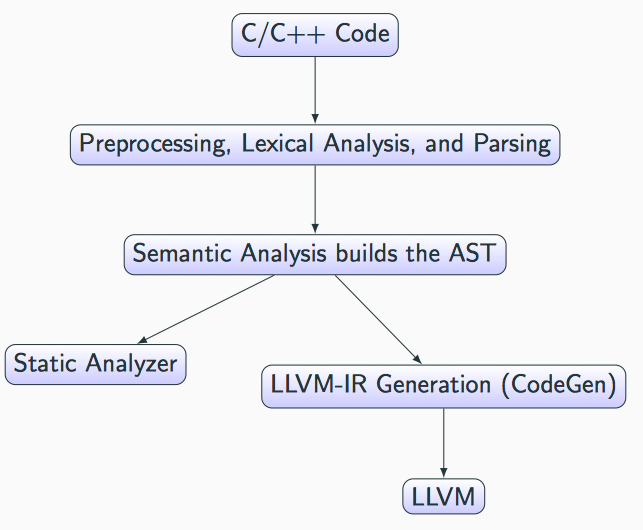 C/C++ Code
Preprocessing, Lexical Analysis, and Parsing
Semantic Analysis builds the AST
Static Analyzer
LLVM-IR Generation (CodeGen)
LLVM